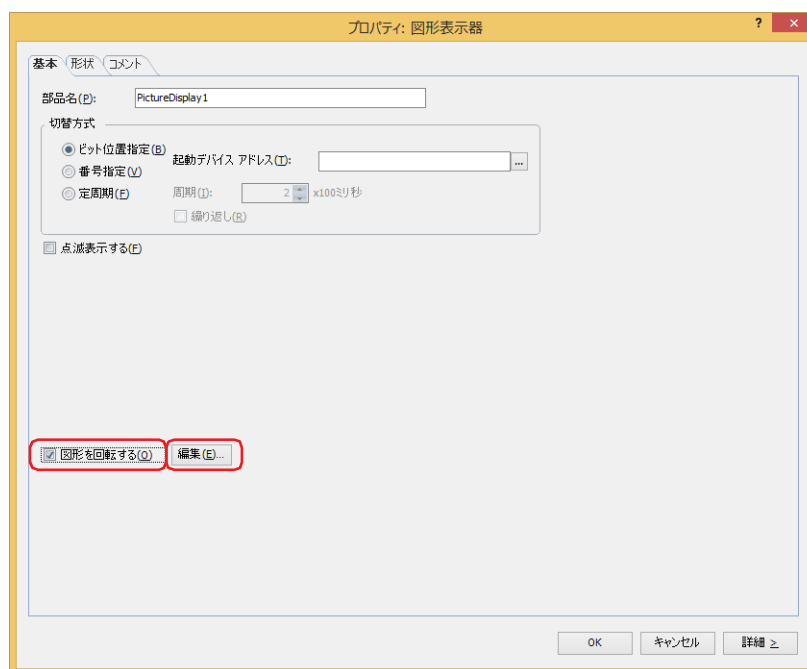 プロパティ: 図形表示器
? ×
基本 形状 コメント
部品名(P): PictureDisplay1
切替方式
ビット位置指定(B)
起動デバイス アドレス(T): ...
番号指定(V)
定周期(F) 周期(I): 2 x100ミリ秒
繰り返し(R)
点滅表示する(F)
図形を回転する(O) 編集(E)...
OK キャンセル 詳細 >